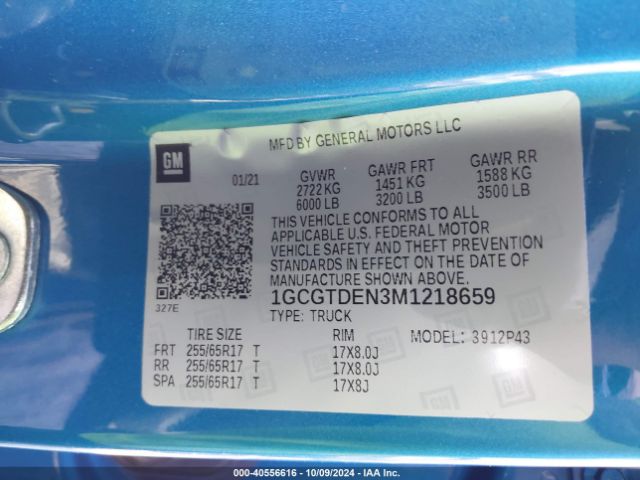 MFD BY GENERAL MOTORS LLC
GM
01/21
GVWR GAWR FRT GAWR RR
2722 KG 1451 KG 1588 KG
6000 LB 3200 LB 3500 LB
THIS VEHICLE CONFORMS TO ALL
APPLICABLE U.S. FEDERAL MOTOR
VEHICLE SAFETY AND THEFT PREVENTION
STANDARDS IN EFFECT ON THE DATE OF
MANUFACTURE SHOWN ABOVE.
327E
1GCGTDEN3M1218659
TYPE: TRUCK
TIRE SIZE RIM MODEL: 3912P43
FRT 255/65R17 T 17X8.0J
RR 255/65R17 T 17X8.0J
SPA 255/65R17 T 17X8J
GM
GM
GM
000-40556616 - 10/09/2024 - IAA Inc.